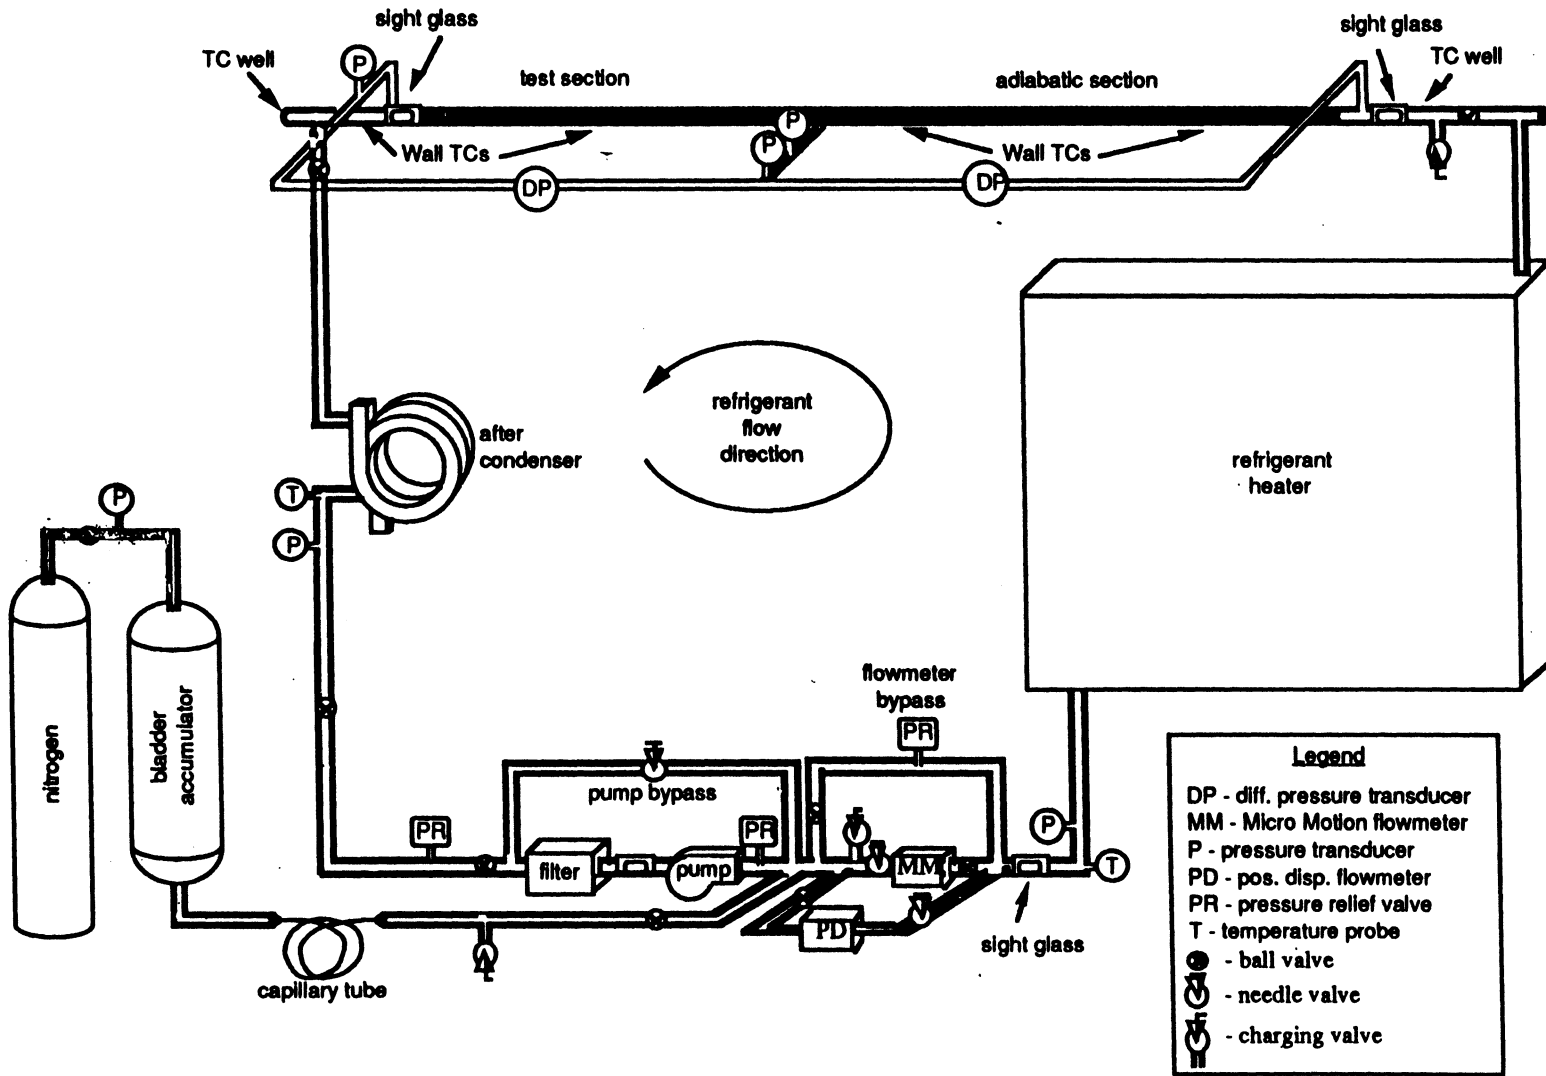 sight glass
sight glass
TC well
P
test section
adiabatic section
TC well
P
Wall TCs
P
Wall TCs
DP
DP
refrigerant
flow
direction
after
condenser
refrigerant
heater
P
T
P
nitrogen
bladder
accumulator
flowmeter
bypass
PR
pump bypass
PR
PR
P
filter
pump
MM
T
PD
sight glass
capillary tube
Legend
DP - diff. pressure transducer
MM - Micro Motion flowmeter
P - pressure transducer
PD - pos. disp. flowmeter
PR - pressure relief valve
T - temperature probe
- ball valve
- needle valve
- charging valve